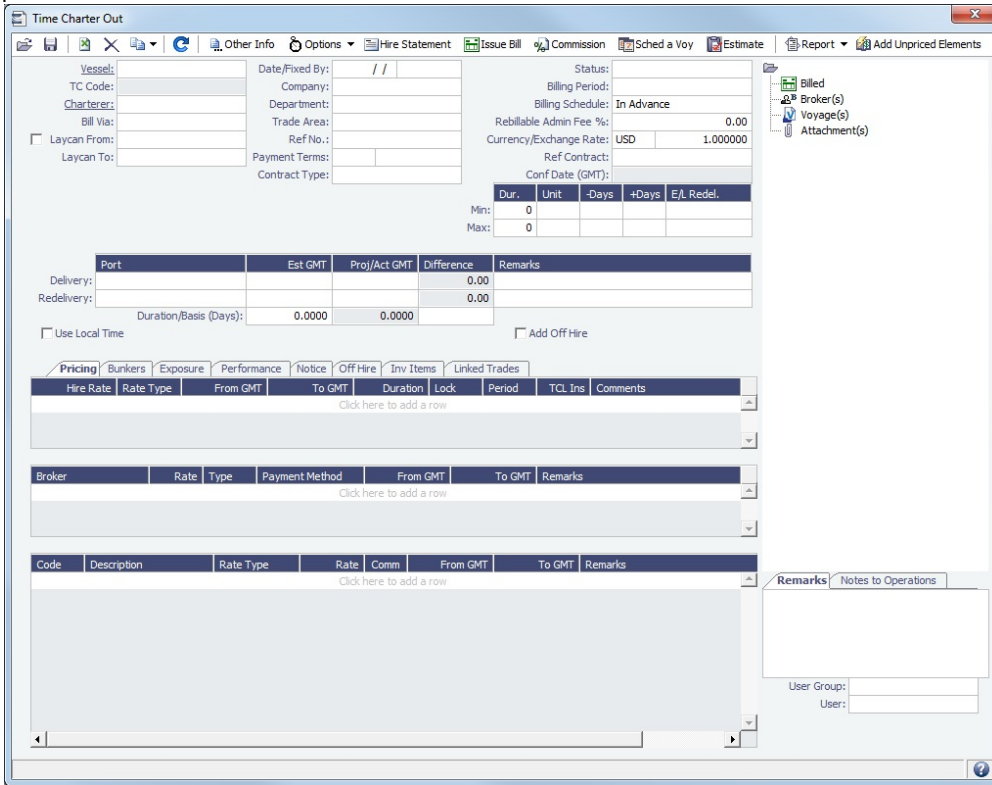 Time Charter Out
Other Info Options Hire Statement Issue Bill Commission Sched a Voy Estimate Report Add Unpriced Elements
Vessel: Date/Fixed By: / / Status:
TC Code: Company: Billing Period:
Charterer: Department: Billing Schedule: In Advance
Bill Via: Trade Area: Rebillable Admin Fee %: 0.00
Laycan From: Ref No.: Currency/Exchange Rate: USD 1.000000
Laycan To: Payment Terms: Ref Contract:
Contract Type: Conf Date (GMT):
Dur. Unit -Days +Days E/L Redel.
Min: 0
Max: 0
Billed
Broker(s)
Voyage(s)
Attachment(s)
Port Est GMT Proj/Act GMT Difference Remarks
Delivery: 0.00
Redelivery: 0.00
Duration/Basis (Days): 0.0000 0.0000
Use Local Time Add Off Hire
Pricing Bunkers Exposure Performance Notice Off Hire Inv Items Linked Trades
Hire Rate Rate Type From GMT To GMT Duration Lock Period TCL Ins Comments
Click here to add a row
Broker Rate Type Payment Method From GMT To GMT Remarks
Click here to add a row
Code Description Rate Type Rate Comm From GMT To GMT Remarks
Click here to add a row
Remarks Notes to Operations
User Group:
User: